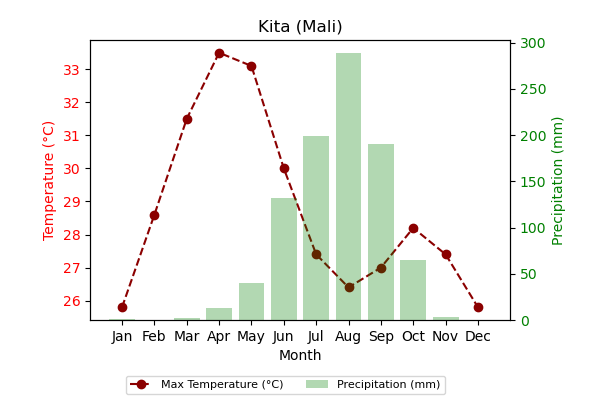 Kita (Mali)
Temperature (°C)
33
32
31
30
29
28
27
26
300
250
200
150
100
50
0
Precipitation (mm)
Jan Feb Mar Apr May Jun Jul Aug Sep Oct Nov Dec
Month
Max Temperature (°C) Precipitation (mm)